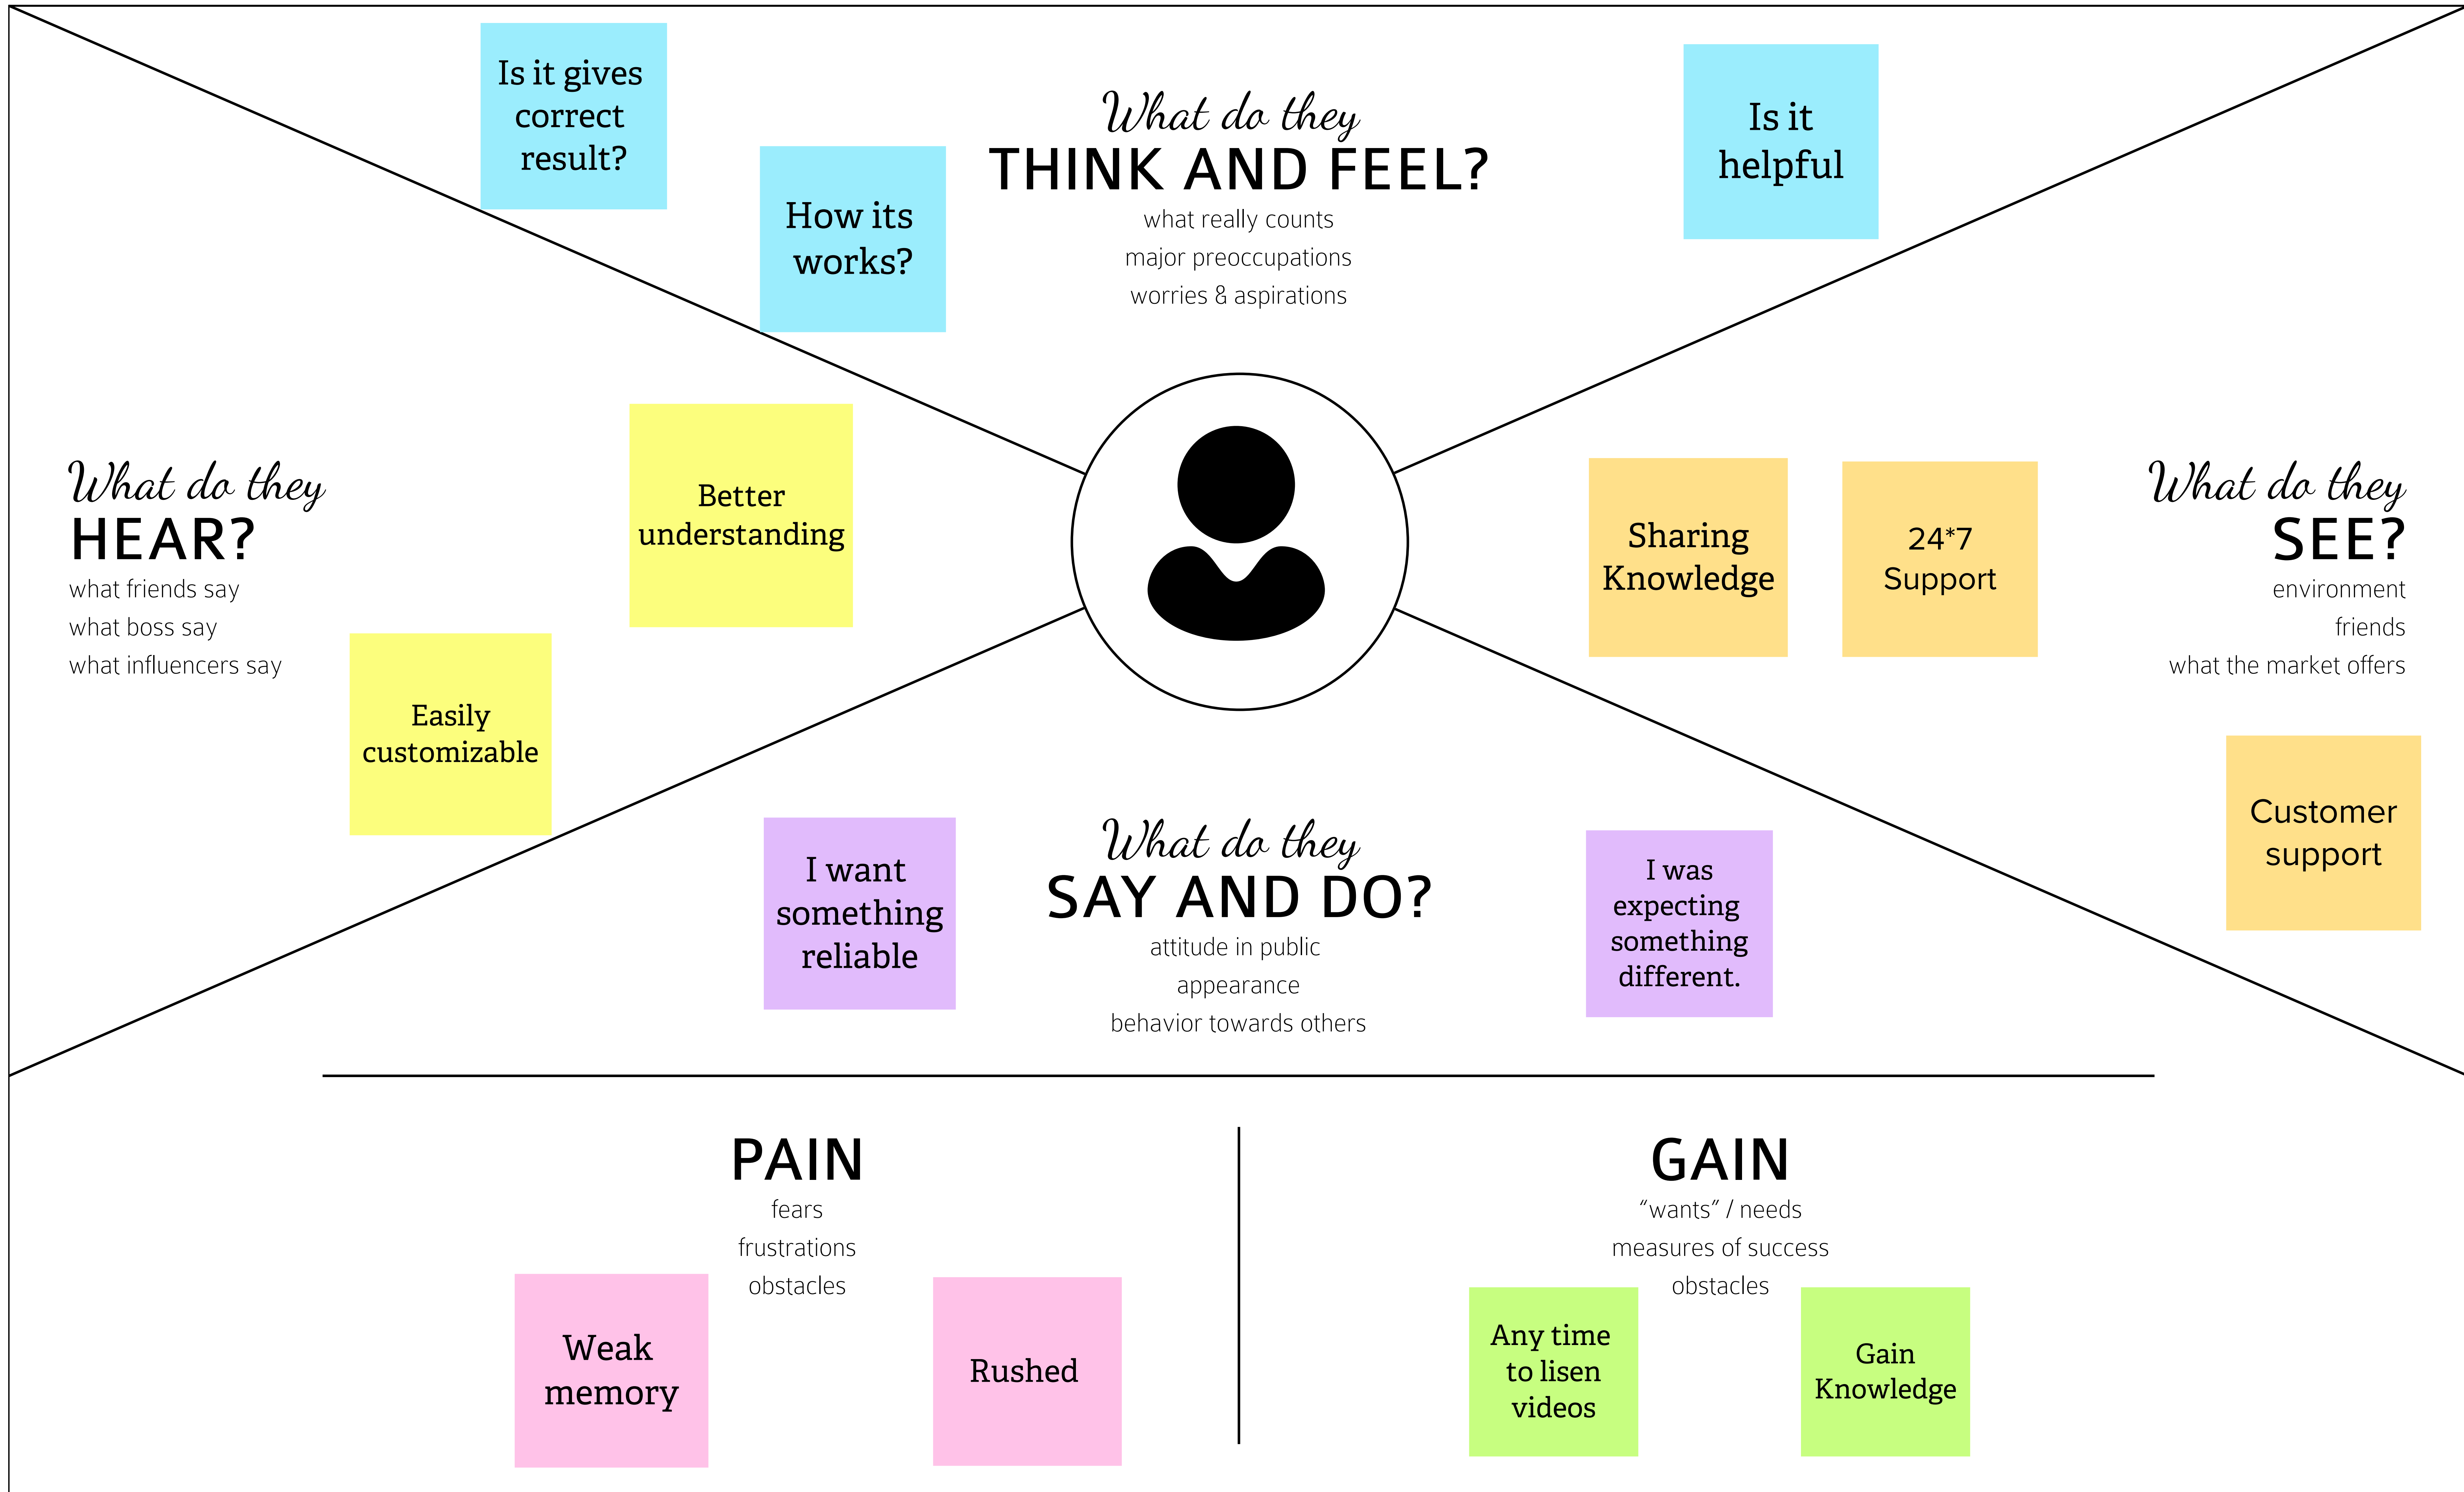 Is it gives
correct
result?
How its
works?
What do they
THINK AND FEEL?
what really counts
major preoccupations
worries & aspirations
Is it
helpful
What do they
HEAR?
what friends say
what boss say
what influencers say
Better
understanding
Easily
customizable
Sharing
Knowledge
24*7
Support
What do they
SEE?
environment
friends
what the market offers
Customer
support
I want
something
reliable
What do they
SAY AND DO?
attitude in public
appearance
behavior towards others
I was
expecting
something
different.
PAIN
fears
frustrations
obstacles
Weak
memory
Rushed
GAIN
“wants” / needs
measures of success
obstacles
Any time
to lisen
videos
Gain
Knowledge